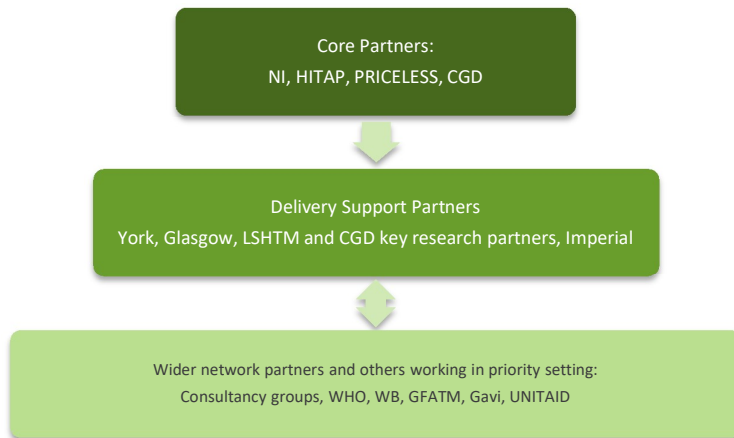 Core Partners:
NI, HITAP, PRICELESS, CGD
Delivery Support Partners
York, Glasgow, LSHTM and CGD key research partners, Imperial
Wider network partners and others working in priority setting:
Consultancy groups, WHO, WB, GFATM, Gavi, UNITAID